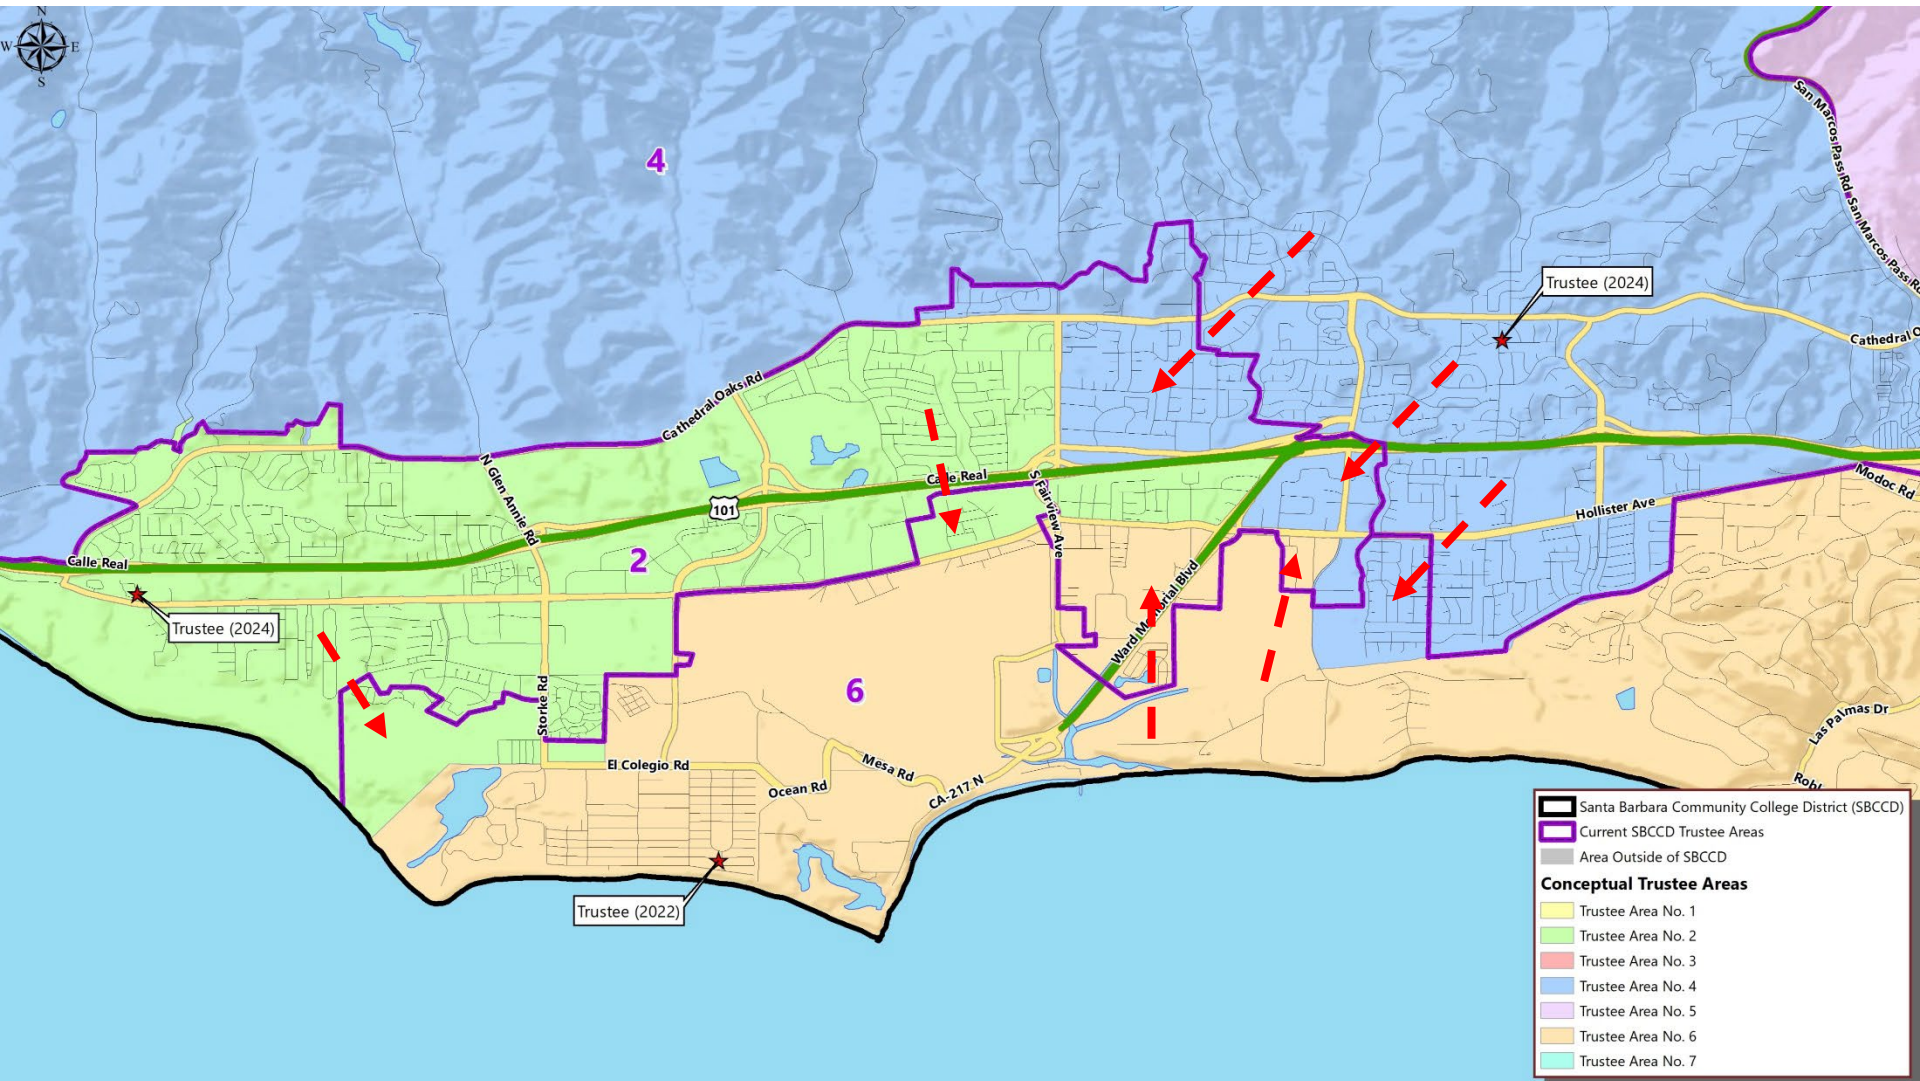 N
W
E
S
4
San Marcos Pass Rd
San Marcos Pass Rd
Trustee (2024)
Cathedral O
Cathedral Oaks Rd
N Glen Annie Rd
Calle Real
S Fairview Ave
101
Modoc Rd
Hollister Ave
Calle Real
2
Trustee (2024)
Ward Memorial Blvd
6
Storke Rd
Las Palmas Dr
El Colegio Rd
Mesa Rd
Ocean Rd
CA-217 N
Robl
Trustee (2022)
Santa Barbara Community College District (SBCCD)
Current SBCCD Trustee Areas
Area Outside of SBCCD
Conceptual Trustee Areas
Trustee Area No. 1
Trustee Area No. 2
Trustee Area No. 3
Trustee Area No. 4
Trustee Area No. 5
Trustee Area No. 6
Trustee Area No. 7